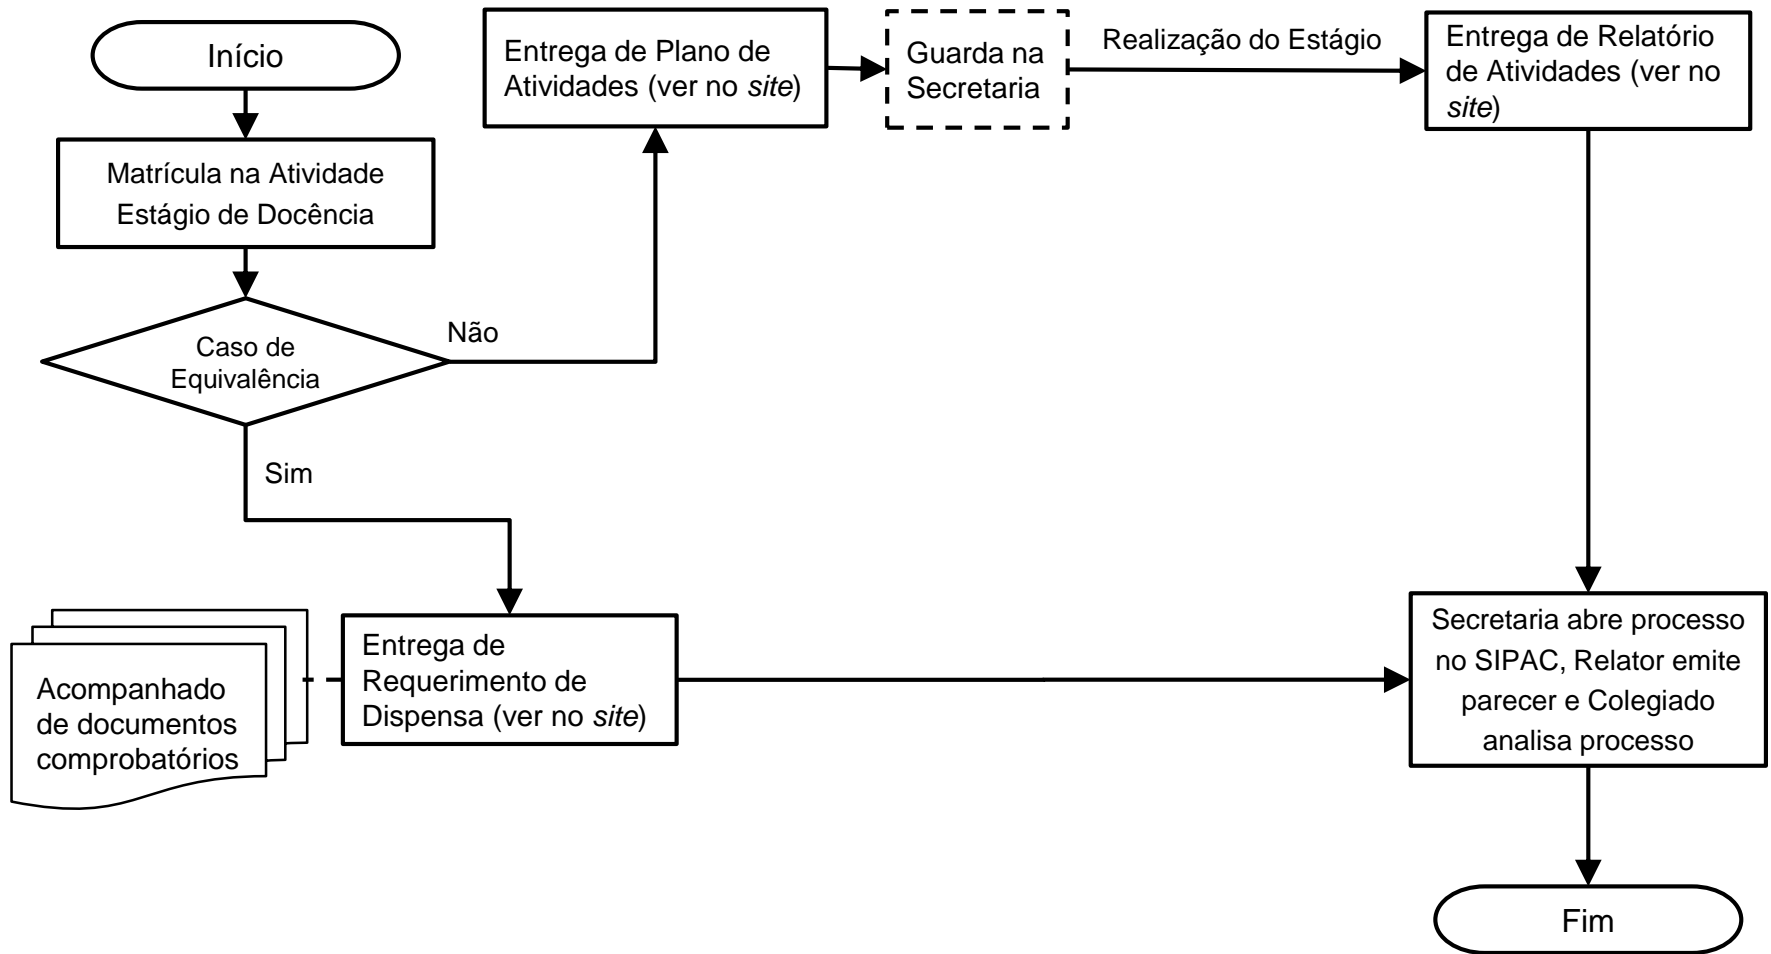 Início
Matrícula na Atividade
Estágio de Docência
Caso de
Equivalência
Não
Sim
Entrega de Plano de
Atividades (ver no site)
Guarda na
Secretaria
Realização do Estágio
Entrega de Relatório
de Atividades (ver no
site)
Acompanhado
de documentos
comprobatórios
Entrega de
Requerimento de
Dispensa (ver no site)
Secretaria abre processo
no SIPAC, Relator emite
parecer e Colegiado
analisa processo
Fim